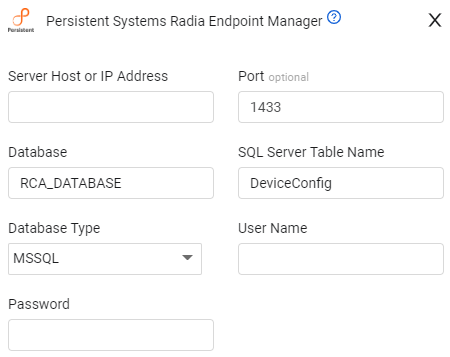 Persistent
Persistent Systems Radia Endpoint Manager ?
X
Server Host or IP Address
Port optional
1433
Database
SQL Server Table Name
RCA_DATABASE
DeviceConfig
Database Type
User Name
MSSQL
Password